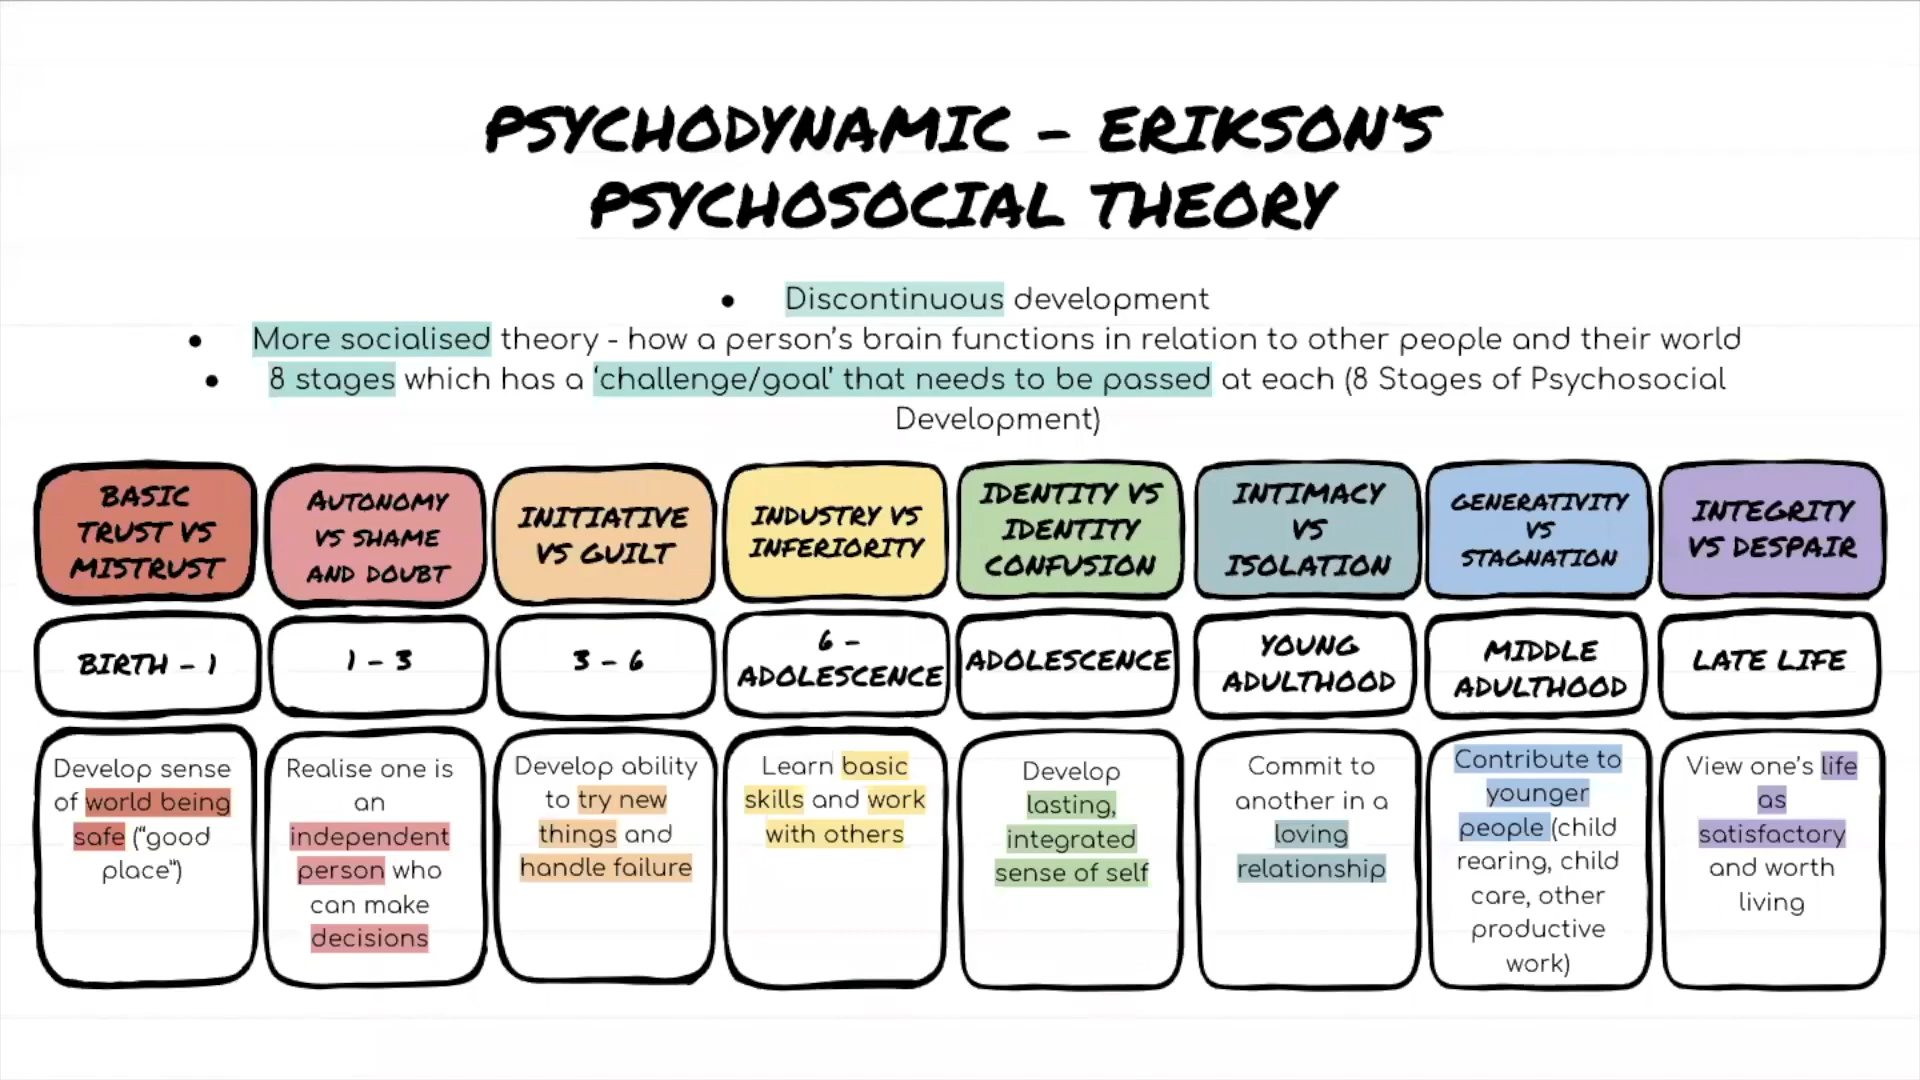 PSYCHODYNAMIC - ERIKSON'S
PSYCHOSOCIAL THEORY
• Discontinuous development
• More socialised theory - how a person's brain functions in relation to other people and their world
• 8 stages which has a 'challenge/goal' that needs to be passed at each (8 Stages of Psychosocial
Development)
BASIC
TRUST VS
MISTRUST
AUTONOMY
VS SHAME
AND DOUBT
INITIATIVE
VS GUILT
INDUSTRY VS
INFERIORITY
IDENTITY VS
IDENTITY
CONFUSION
INTIMACY
VS
ISOLATION
GENERATIVITY
VS
STAGNATION
INTEGRITY
VS DESPAIR
BIRTH - 1
1 - 3
3 - 6
6 -
ADOLESCENCE
ADOLESCENCE
YOUNG
ADULTHOOD
MIDDLE
ADULTHOOD
LATE LIFE
Develop sense
of world being
safe ("good
place")
Realise one is
an
independent
person who
can make
decisions
Develop ability
to try new
things and
handle failure
Learn basic
skills and work
with others
Develop
lasting,
integrated
sense of self
Commit to
another in a
loving
relationship
Contribute to
younger
people (child
rearing, child
care, other
productive
work)
View one's life
as
satisfactory
and worth
living